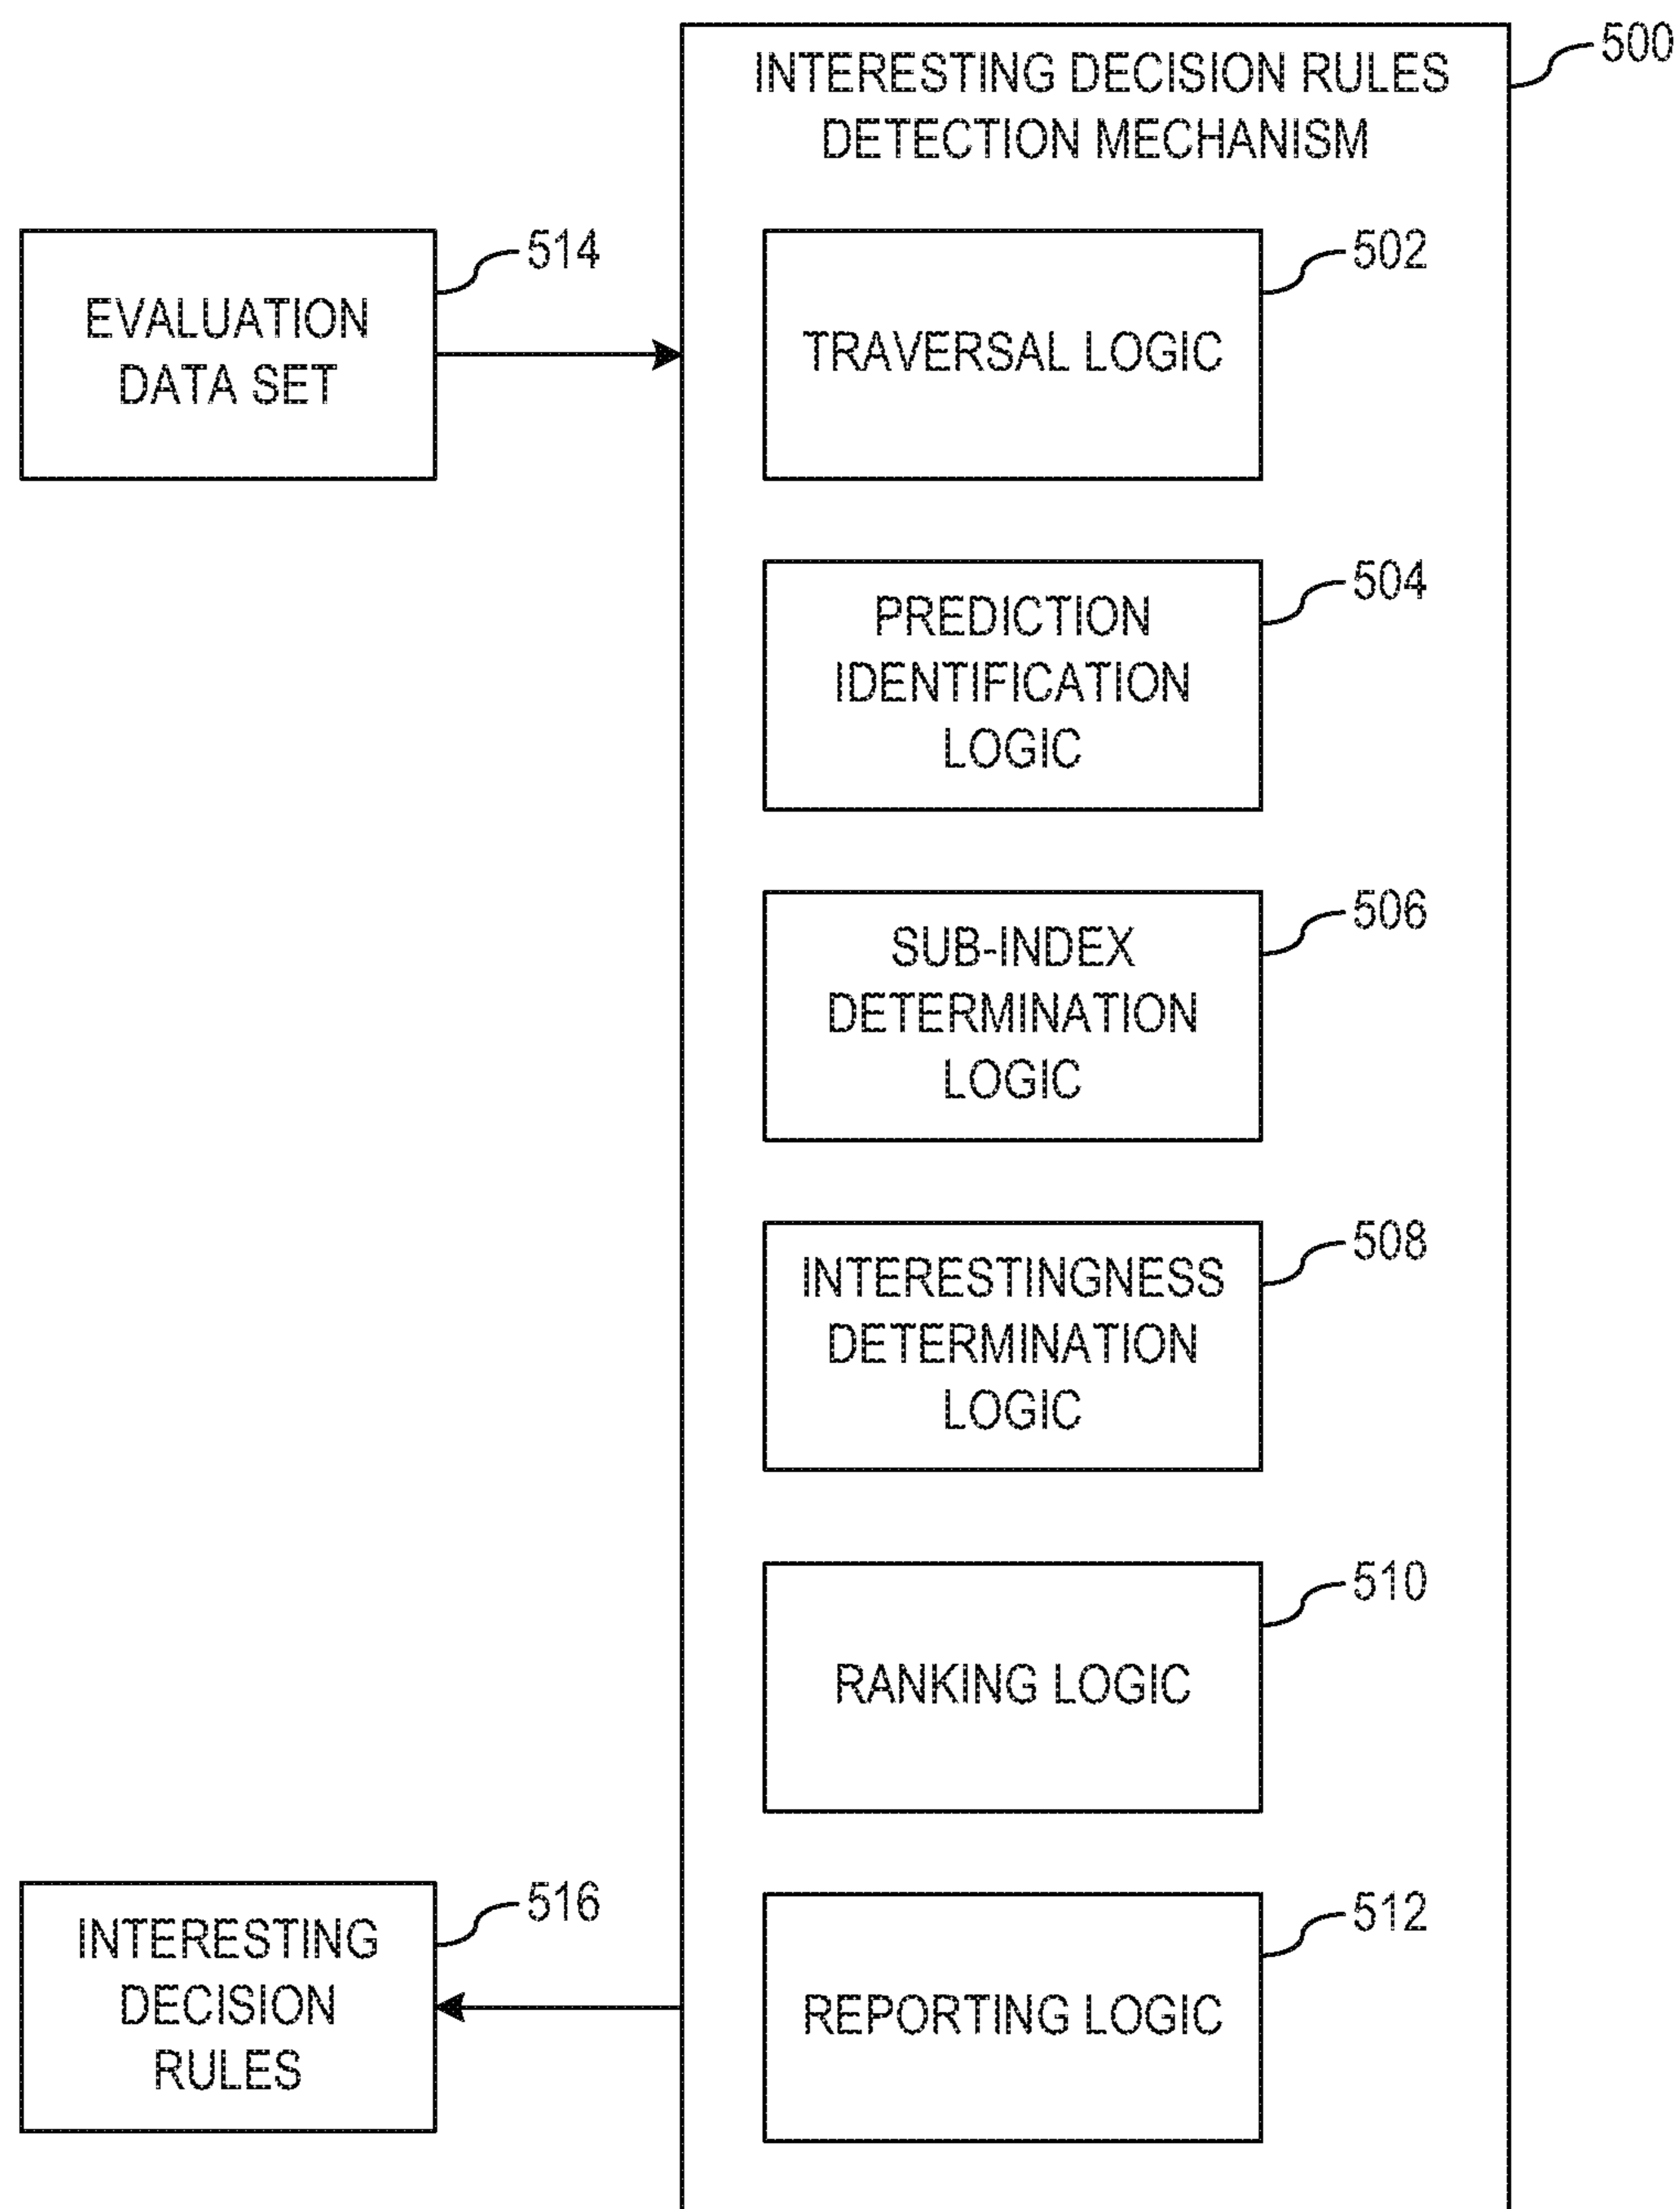 500
INTERESTING DECISION RULES
DETECTION MECHANISM
514
EVALUATION
DATA SET
502
TRAVERSAL LOGIC
504
PREDICTION
IDENTIFICATION
LOGIC
506
SUB-INDEX
DETERMINATION
LOGIC
508
INTERESTINGNESS
DETERMINATION
LOGIC
510
RANKING LOGIC
516
INTERESTING
DECISION
RULES
512
REPORTING LOGIC